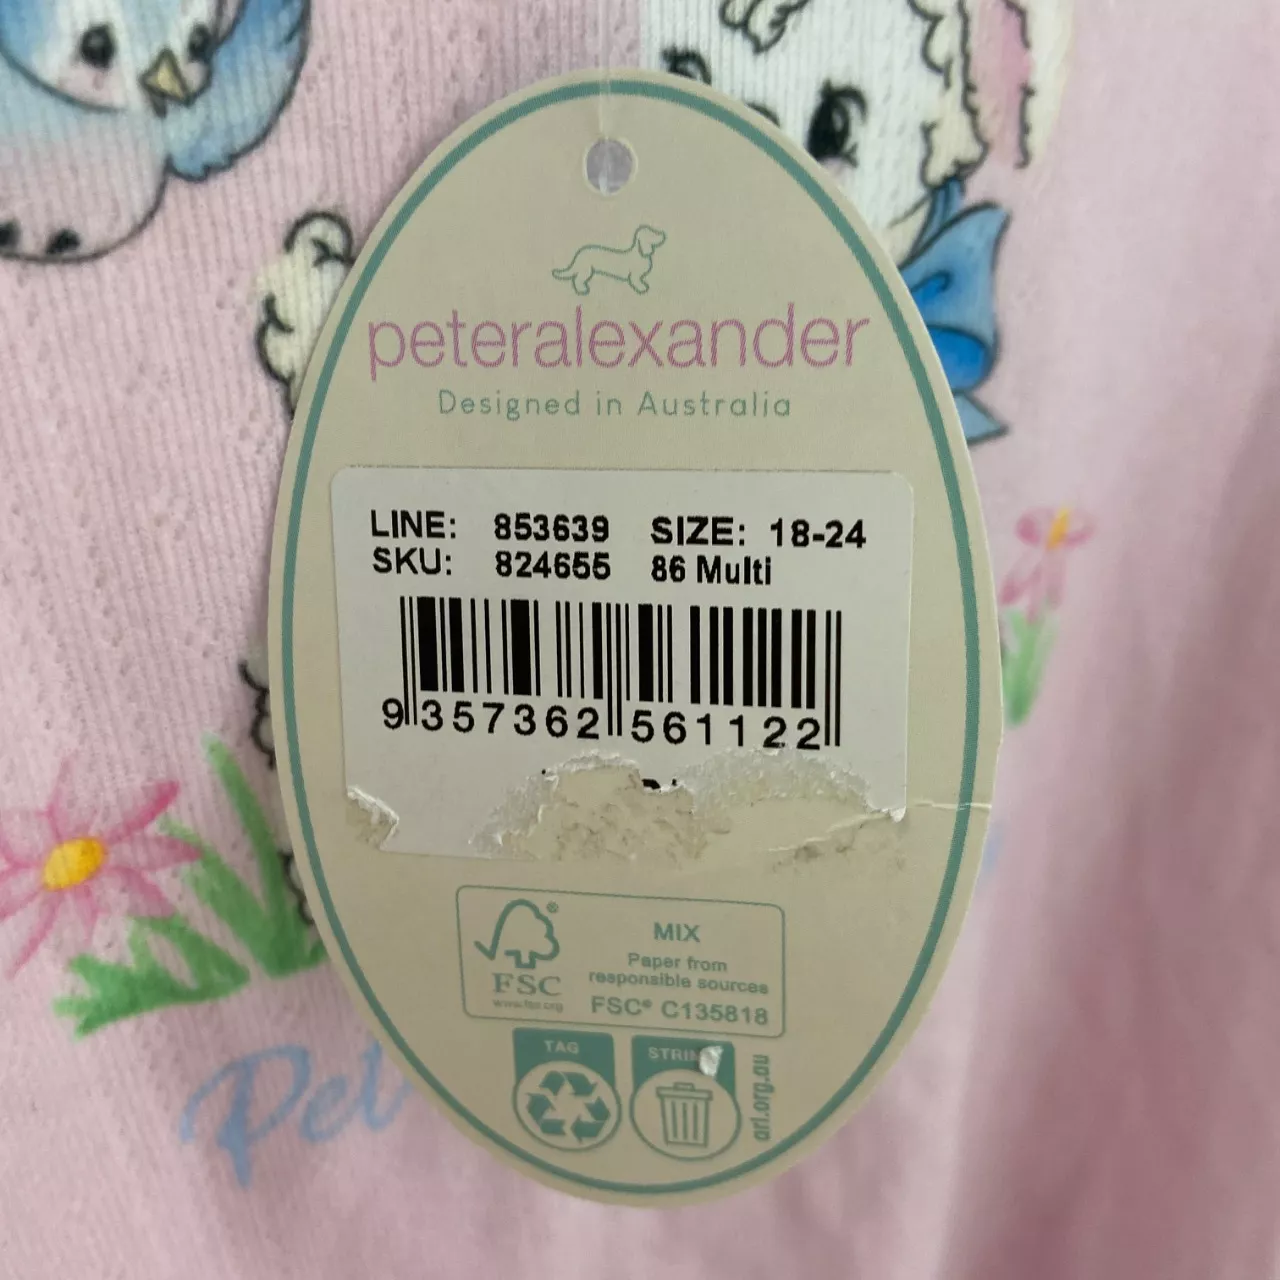 peteralexander
Designed in Australia
LINE: 853639 SIZE: 18-24
SKU: 824655 86 Multi
9 357362 561122
MIX
Paper from
responsible sources
FSC® C135818
FSC®
www.fsc.org
TAG
arl.org.au
Pet